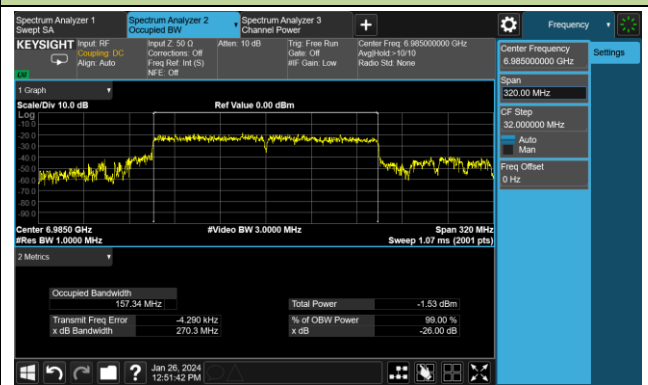 Spectrum Analyzer 1
Swept SA
Spectrum Analyzer 2
Occupied BW
Spectrum Analyzer 3
Channel Power
+
Frequency
KEYSIGHT
Input: RF
Coupling: DC
Align: Auto
Input Z: 50 Ω
Corrections: Off
Freq Ref: Int (S)
NFE: Off
Atten: 10 dB
Trig: Free Run
Gate: Off
#IF Gain: Low
Center Freq: 6.985000000 GHz
Avg|Hold:>10/10
Radio Std: None
Center Frequency
6.985000000 GHz
Settings
Span
320.00 MHz
CF Step
32.000000 MHz
Auto
Man
Freq Offset
0 Hz
1 Graph
Scale/Div 10.0 dB
Ref Value 0.00 dBm
Log
-10.0
-20.0
-30.0
-40.0
-50.0
-60.0
-70.0
-80.0
-90.0
Center 6.9850 GHz
#Video BW 3.0000 MHz
Span 320 MHz
#Res BW 1.0000 MHz
Sweep 1.07 ms (2001 pts)
2 Metrics
Occupied Bandwidth
157.34 MHz
Total Power
-1.53 dBm
Transmit Freq Error
-4.290 kHz
% of OBW Power
99.00 %
x dB Bandwidth
270.3 MHz
x dB
-26.00 dB
?
Jan 26, 2024
12:51:42 PM